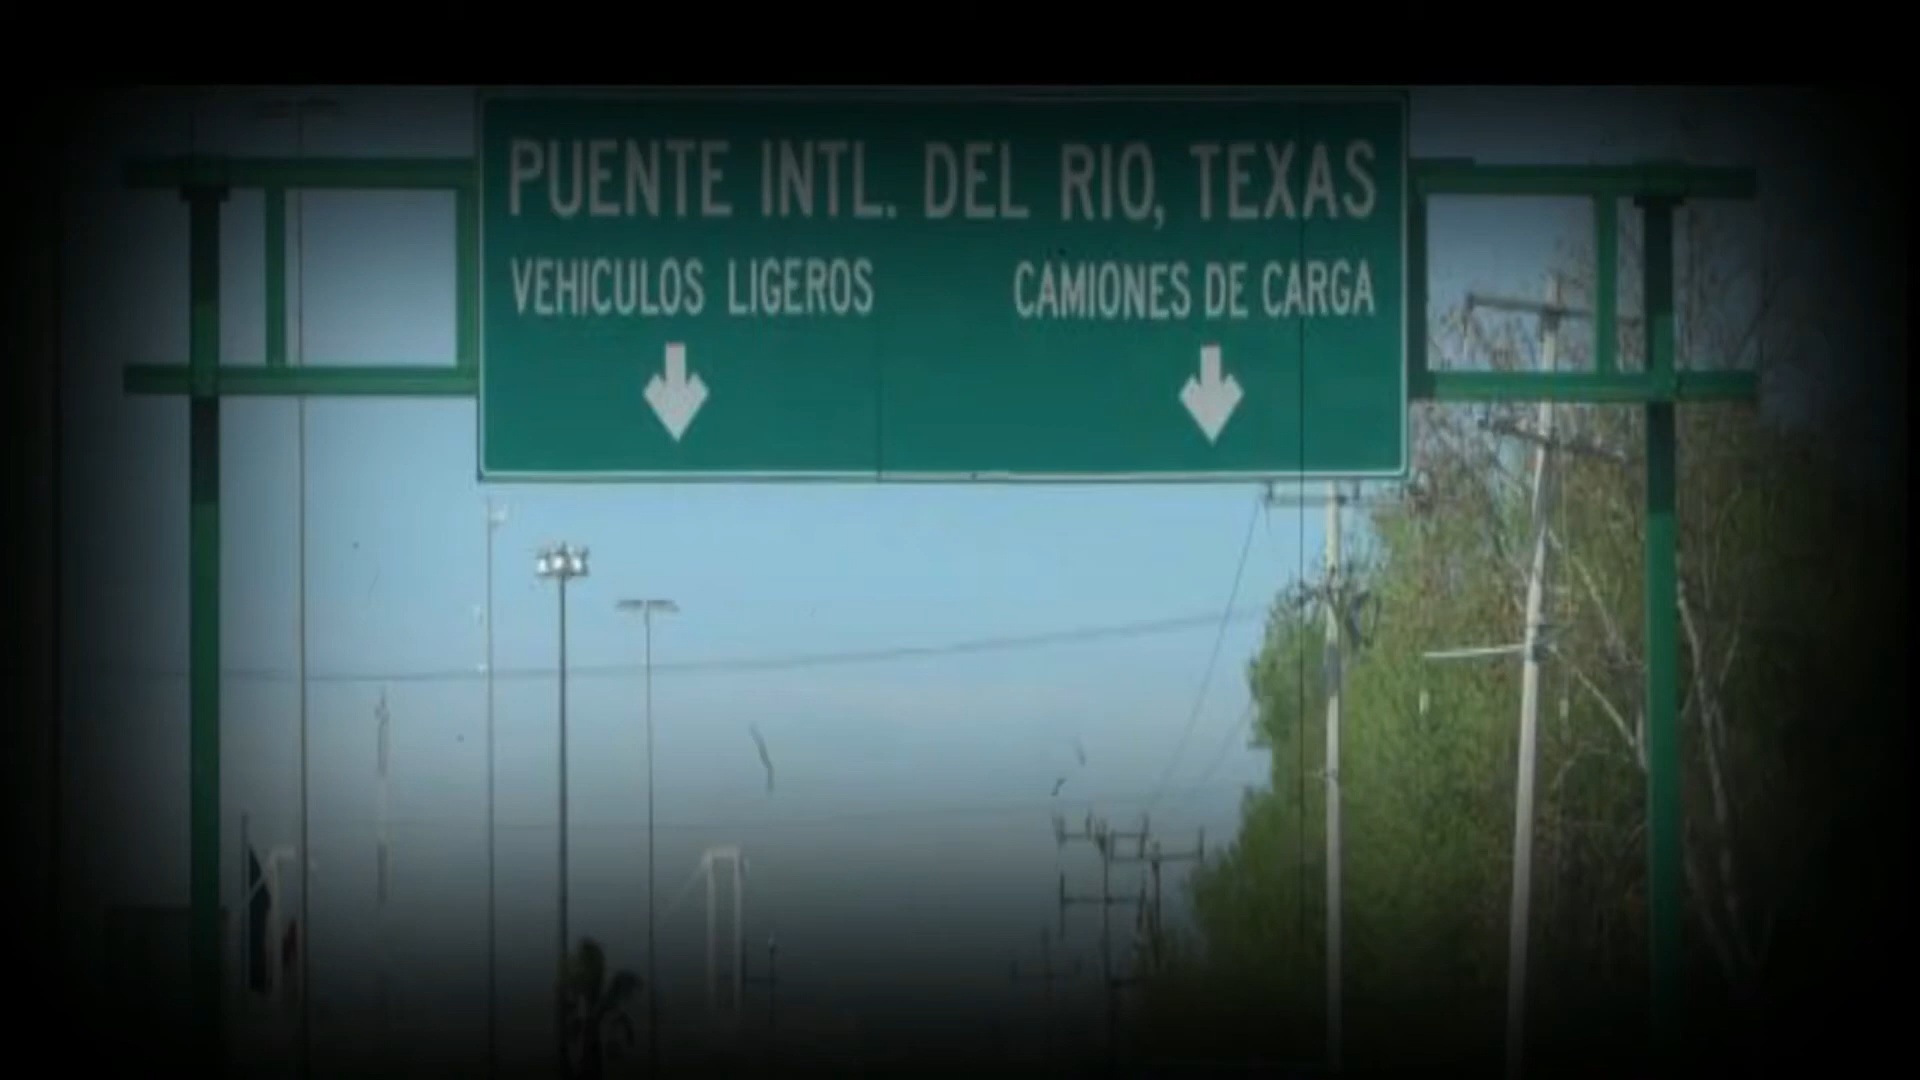 PUENTE INTL. DEL RIO, TEXAS
VEHICULOS LIGEROS CAMIONES DE CARGA